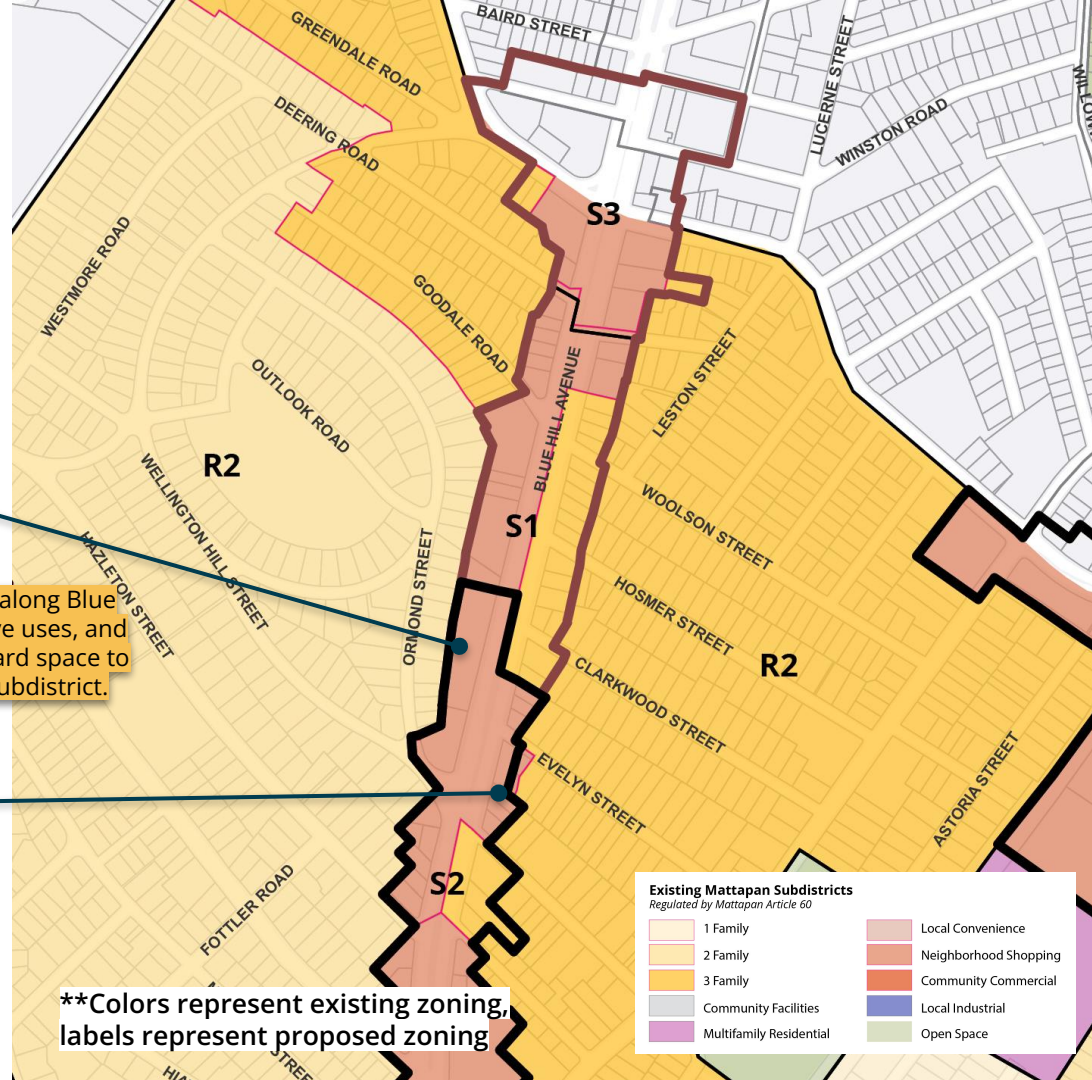 BAIRD STREET
GREENDALE ROAD
LUCERNE STREET
WINSTON ROAD
DEERING ROAD
S3
WESTMORE ROAD
GOODALE ROAD
LESTON STREET
BLUE HILL AVENUE
OUTLOOK ROAD
R2
WELLINGTON HILL STREET
S1
WOOLSON STREET
HAZLETON STREET
ORMOND STREET
HOSMER STREET
R2
along Blue
ve uses, and
ard space to
ubdistrict.
CLARKWOOD STREET
EVELYN STREET
ASTORIA STREET
S2
FOTTLER ROAD
**Colors represent existing zoning,
labels represent proposed zoning
STREET
Existing Mattapan Subdistricts
Regulated by Mattapan Article 60
1 Family
2 Family
3 Family
Community Facilities
Multifamily Residential
Local Convenience
Neighborhood Shopping
Community Commercial
Local Industrial
Open Space